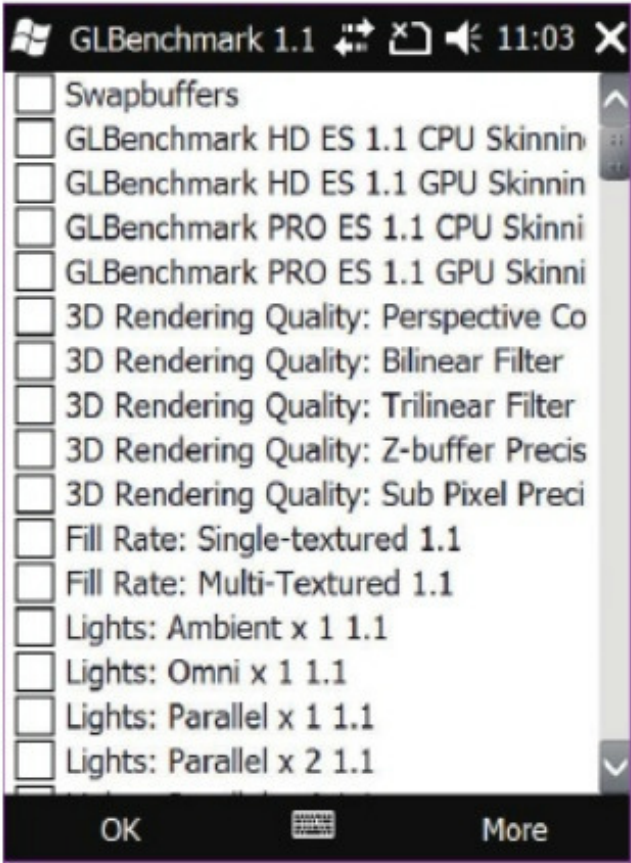 GLBenchmark 1.1 11:03
Swapbuffers
GLBenchmark HD ES 1.1 CPU Skinnin
GLBenchmark HD ES 1.1 GPU Skinnin
GLBenchmark PRO ES 1.1 CPU Skinni
GLBenchmark PRO ES 1.1 GPU Skinni
3D Rendering Quality: Perspective Co
3D Rendering Quality: Bilinear Filter
3D Rendering Quality: Trilinear Filter
3D Rendering Quality: Z-buffer Precis
3D Rendering Quality: Sub Pixel Preci
Fill Rate: Single-textured 1.1
Fill Rate: Multi-Textured 1.1
Lights: Ambient x 1 1.1
Lights: Omni x 1 1.1
Lights: Parallel x 1 1.1
Lights: Parallel x 2 1.1
OK More